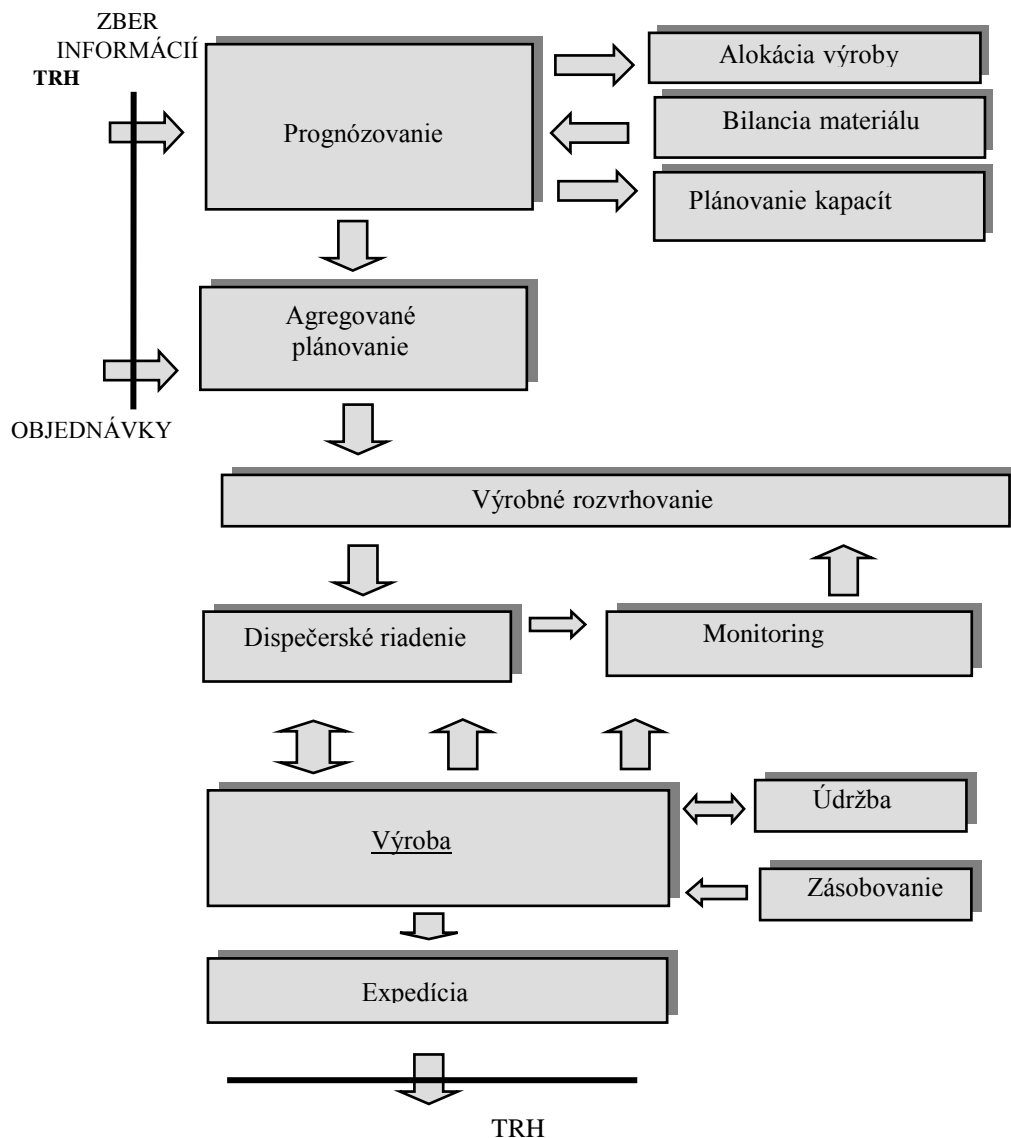 ZBER
INFORMÁCIÍ
TRH
Prognózovanie
Alokácia výroby
Bilancia materiálu
Plánovanie kapacít
Agregované
plánovanie
OBJEDNÁVKY
Výrobné rozvrhovanie
Dispečerské riadenie
Monitoring
Výroba
Údržba
Zásobovanie
Expedícia
TRH